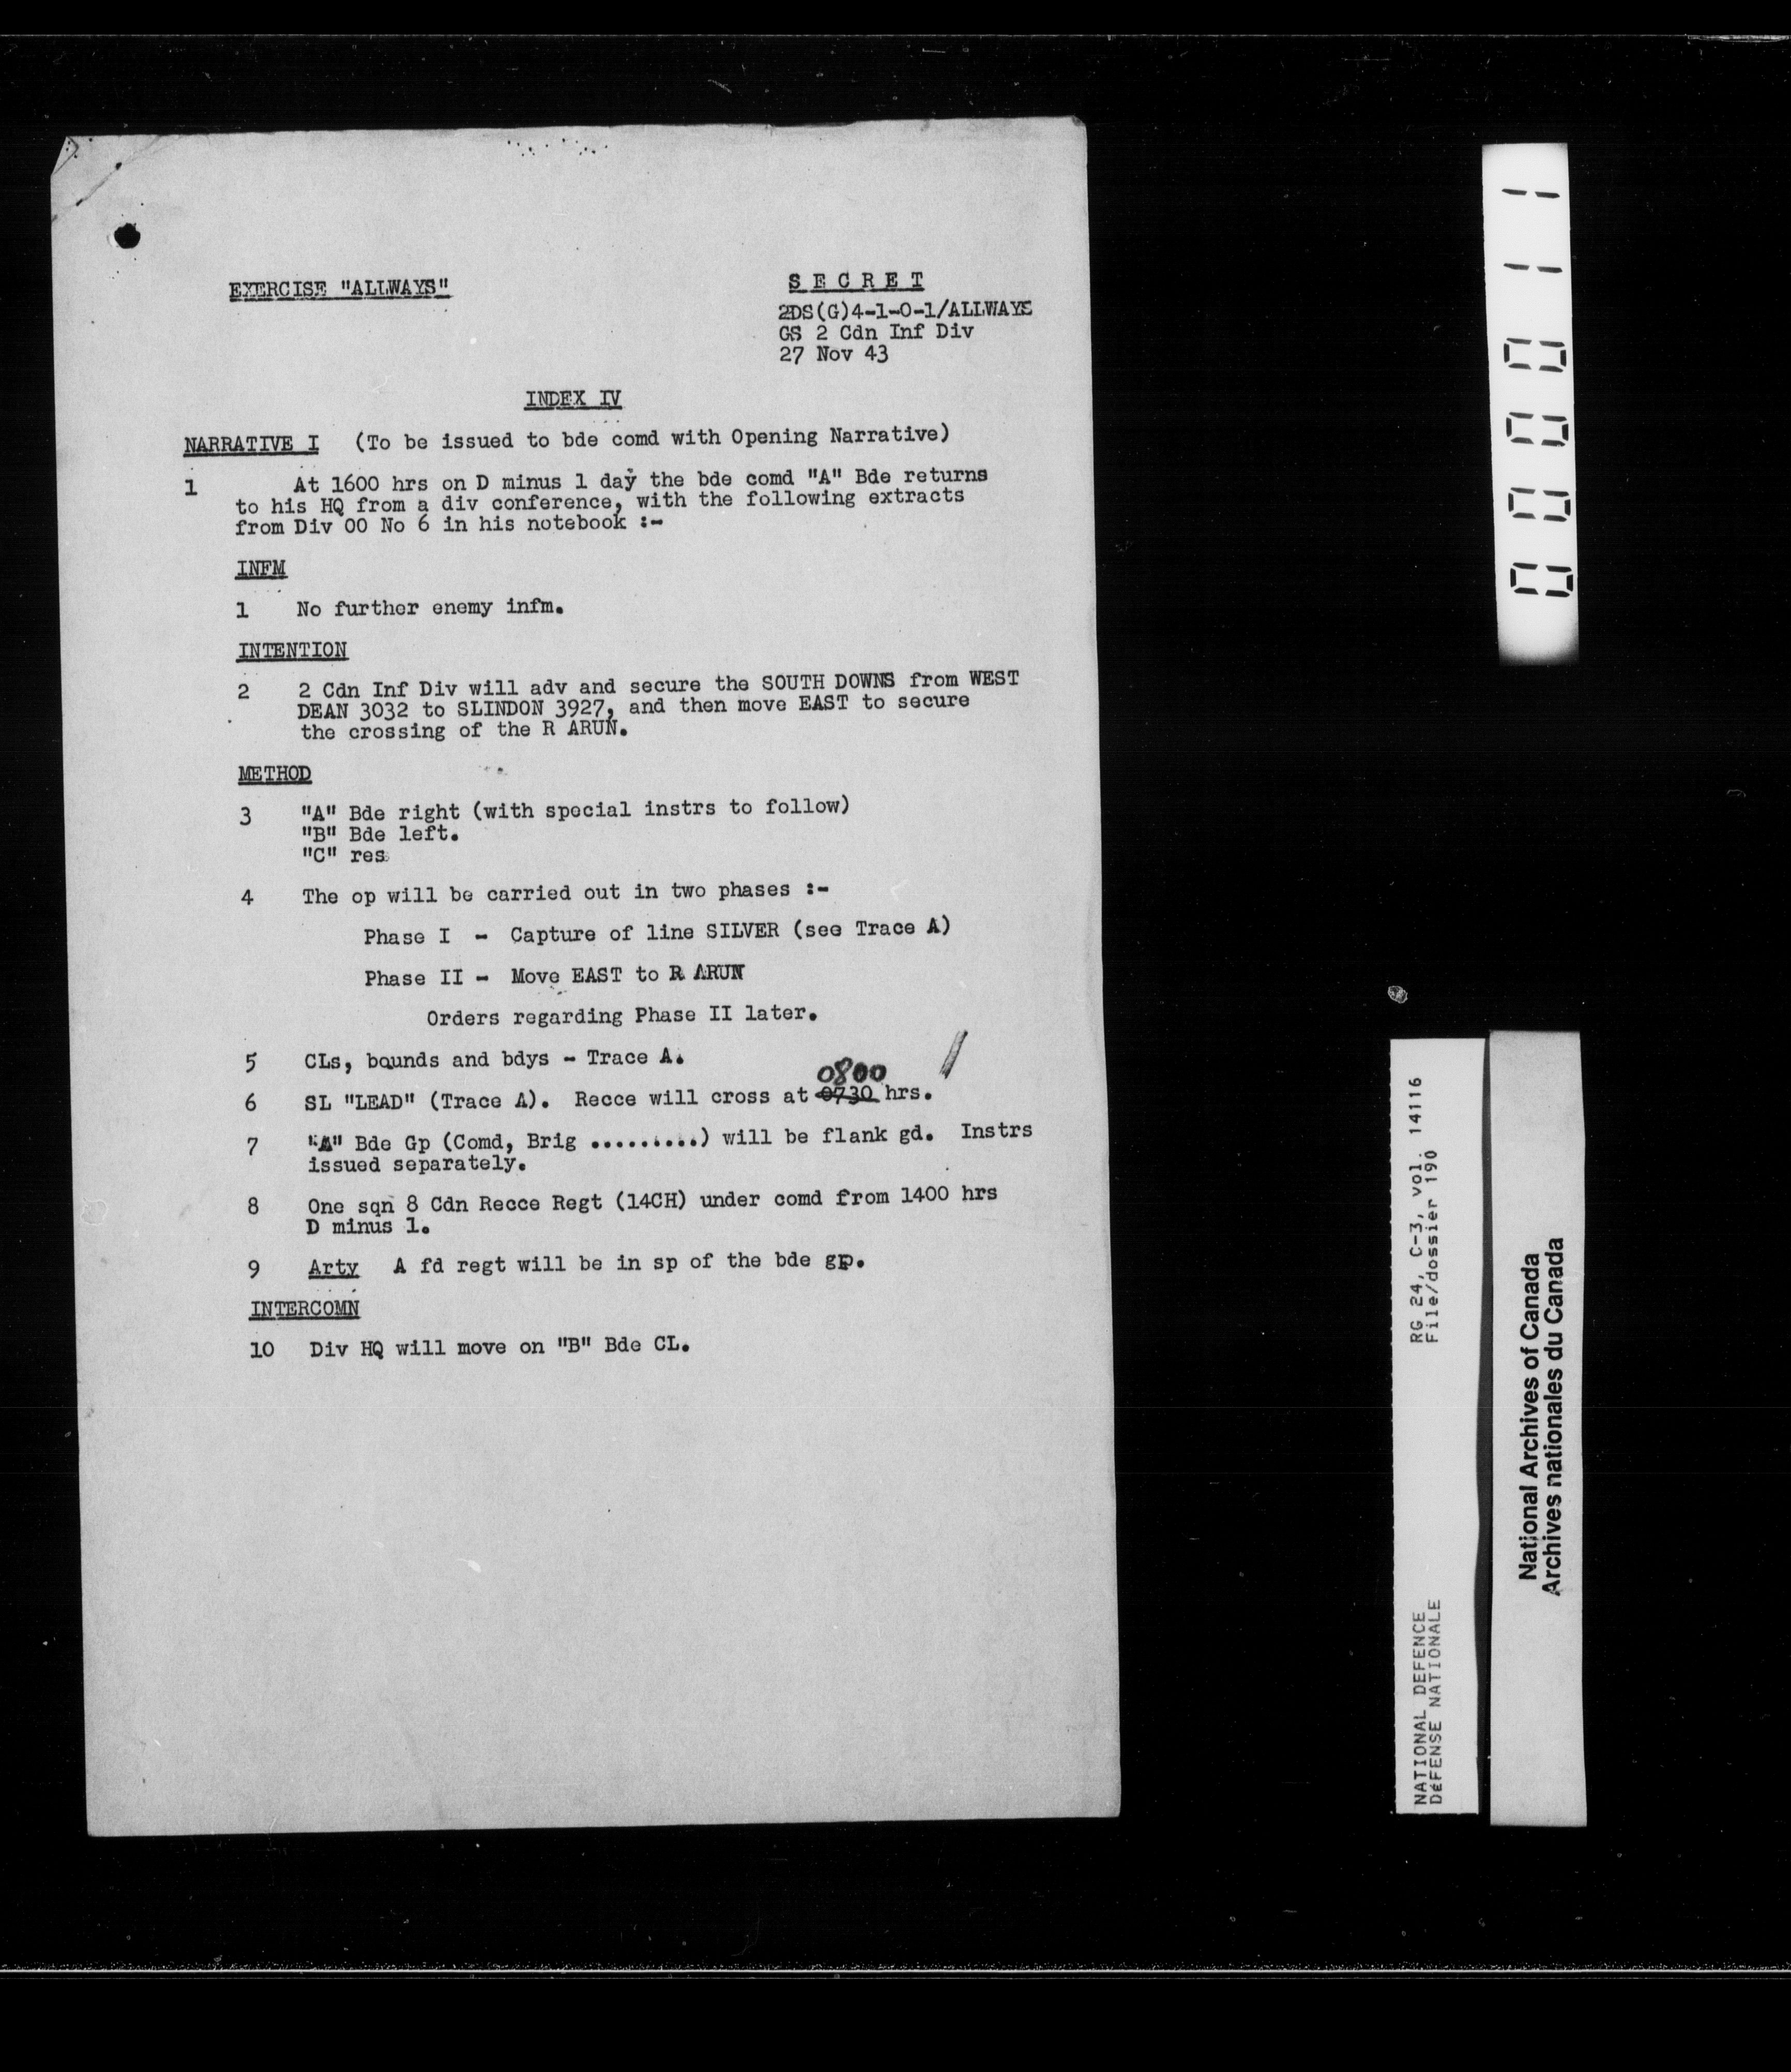 EXERCISE "ALLWAYS"
S E C R E T
2DS(G)4-1-0-1/ALLWAYS
GS 2 Cdn Inf Div
27 Nov 43
INDEX IV
NARRATIVE I (To be issued to bde comd with Opening Narrative)
1 At 1600 hrs on D minus 1 day the bde comd "A" Bde returns
to his HQ from a div conference, with the following extracts
from Div OO No 6 in his notebook :-
INFM
1 No further enemy infm.
INTENTION
2 2 Cdn Inf Div will adv and secure the SOUTH DOWNS from WEST
DEAN 3032 to SLINDON 3927, and then move EAST to secure
the crossing of the R ARUN.
METHOD
3 "A" Bde right (with special instrs to follow)
"B" Bde left.
"C" res
4 The op will be carried out in two phases :-
Phase I - Capture of line SILVER (see Trace A)
Phase II - Move EAST to R ARUN
Orders regarding Phase II later.
5 CLs, bounds and bdys - Trace A.
0800
6 SL "LEAD" (Trace A). Recce will cross at 0730 hrs.
7 "A" Bde Gp (Comd, Brig .........) will be flank gd. Instrs
issued separately.
8 One sqn 8 Cdn Recce Regt (14CH) under comd from 1400 hrs
D minus 1.
9 Arty A fd regt will be in sp of the bde gp.
INTERCOMN
10 Div HQ will move on "B" Bde CL.
000011
NATIONAL DEFENCE RG 24, C-3, vol. 14116
DéFENSE NATIONALE File/dossier 190
National Archives of Canada
Archives nationales du Canada